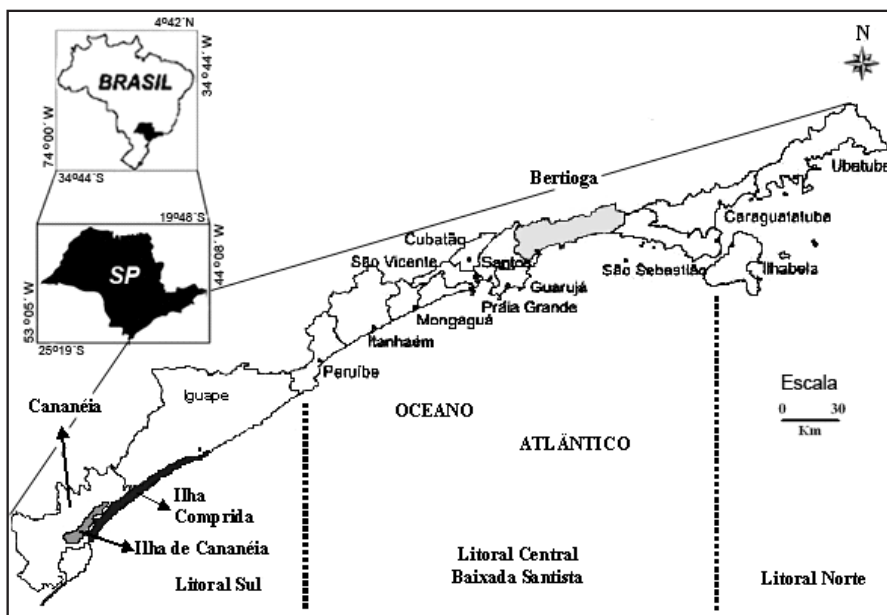 4º42´N
BRASIL
74º00´ W
34º44´ W
34º44´S
N
19º48´S
SP
53º05´ W
44º08´ W
25º19´S
Bertioga
Ubatuba
Caraguatatuba
Cubatão
São Vicente
Santos
São Sebastião
Ilhabela
Guarujá
Praia Grande
Mongaguá
Itanhaém
Peruíbe
Iguape
Cananéia
OCEANO
ATLÂNTICO
Escala
0 30
Km
Ilha
Comprida
Ilha de Cananéia
Litoral Sul
Litoral Central
Baixada Santista
Litoral Norte